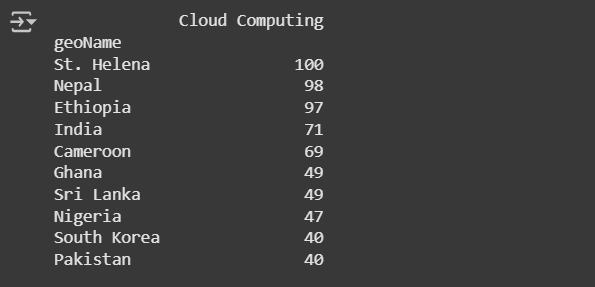 Cloud Computing
geoName
St. Helena 100
Nepal 98
Ethiopia 97
India 71
Cameroon 69
Ghana 49
Sri Lanka 49
Nigeria 47
South Korea 40
Pakistan 40